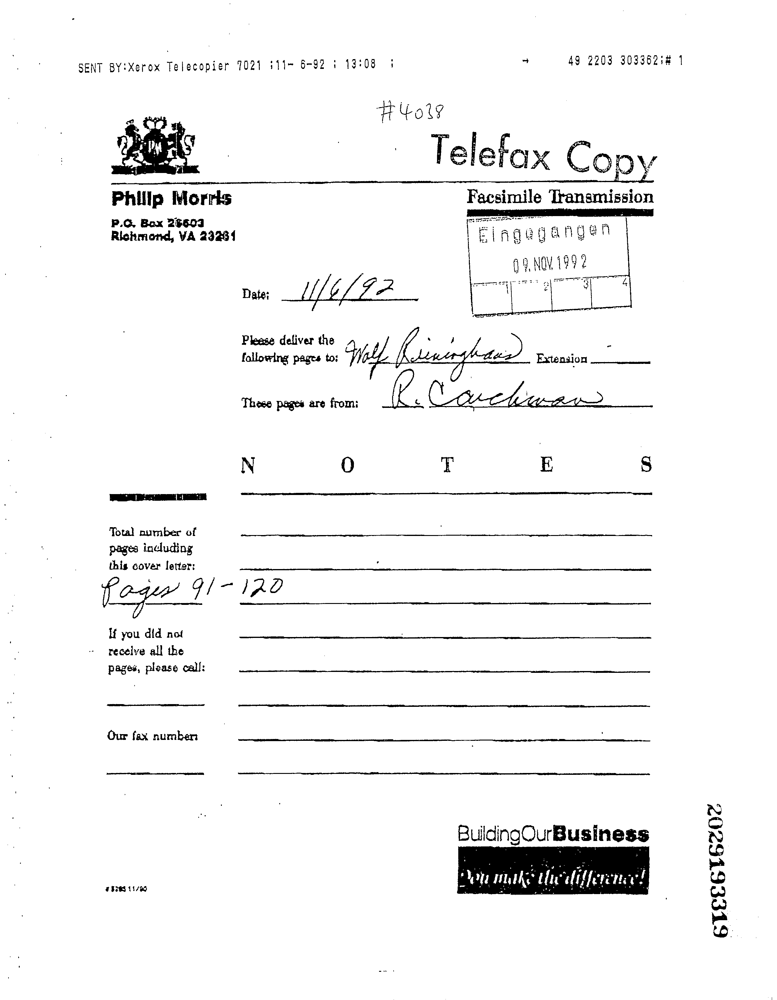 SENT BY:Xerox Telecopier 7021 ;11- 6-92 ; 13:08 ; → 49 2203 303362;# 1
#4038
Telefax Copy
Philip Morris
Facsimile Transmission
P.O. Box 26603
Richmond, VA 23261
Eingegangen
09. NOV. 1992
1 2 3 4
Date: 11/6/92
Please deliver the
following pages to: Wolf Reininghaus Extension
These pages are from: R. Carchman
N O T E S
Total number of
pages including
this cover letter:
Pages 91-120
If you did not
receive all the
pages, please call:
Our fax number:
BuildingOurBusiness
You make the difference!
# 5285 11/90
2029193319